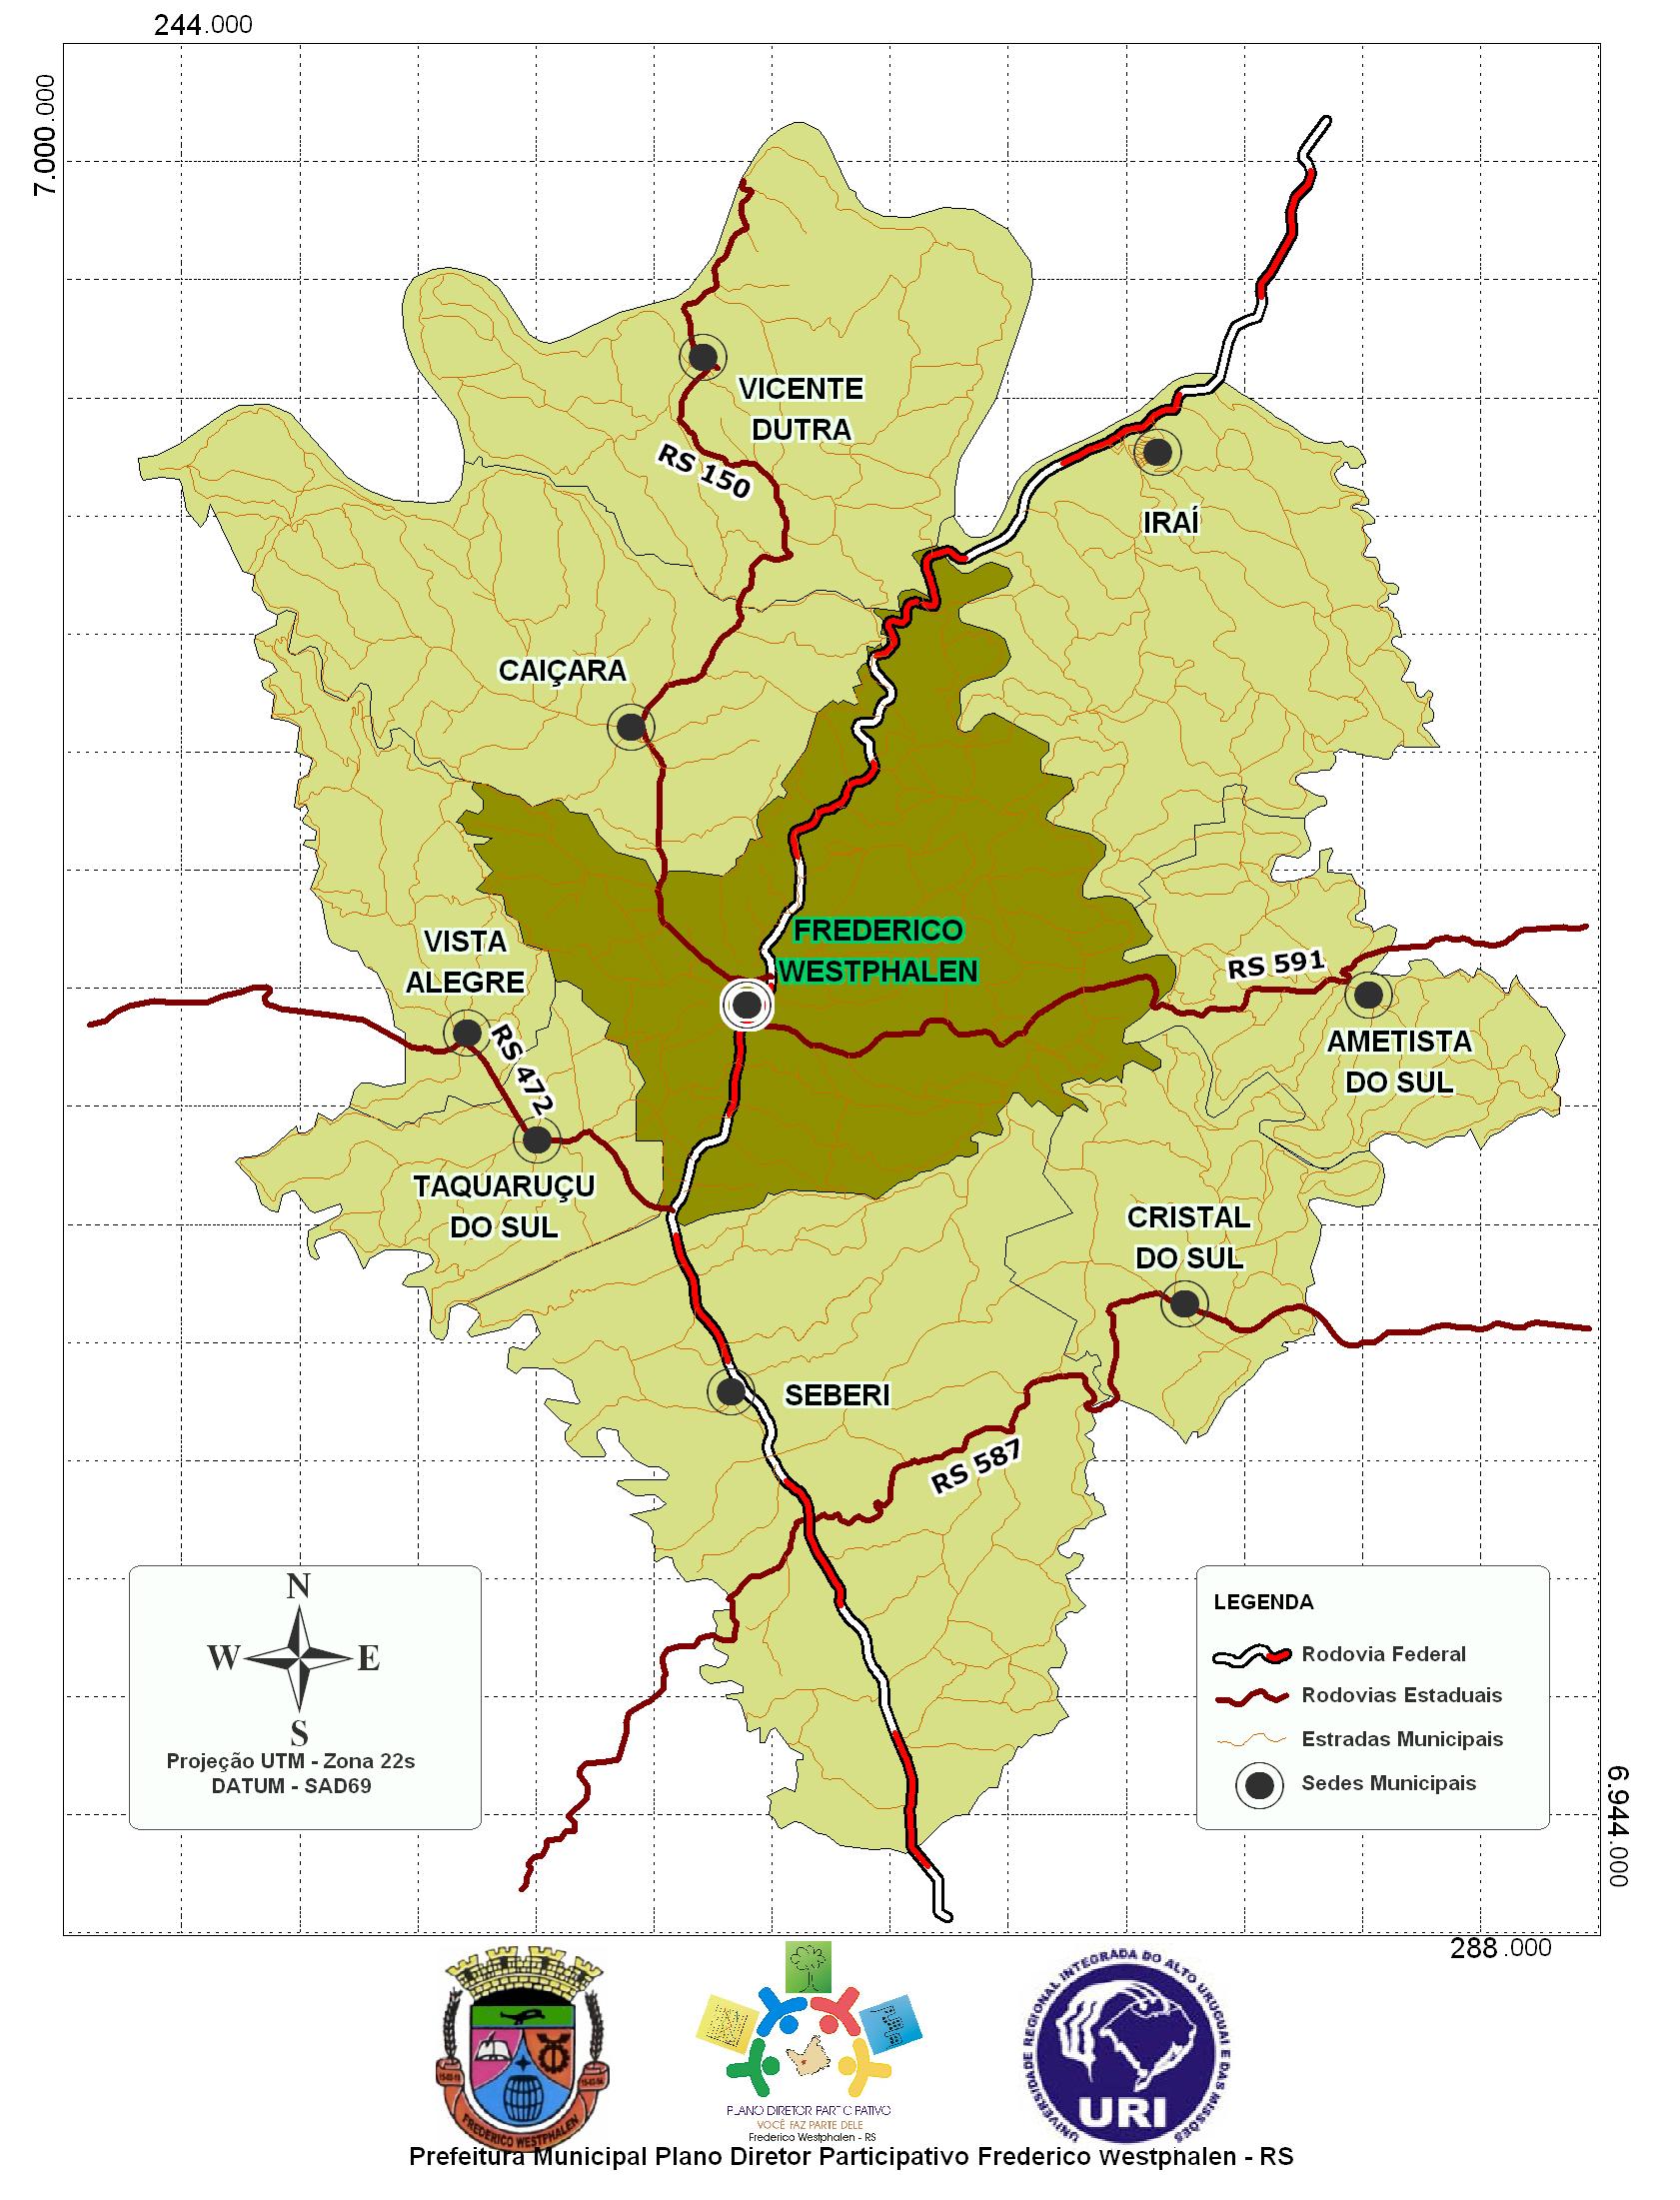 244.000
7.000.000
VICENTE
DUTRA
RS 150
IRAÍ
CAIÇARA
FREDERICO
WESTPHALEN
VISTA
ALEGRE
RS 591
RS 472
AMETISTA
DO SUL
TAQUARUÇU
DO SUL
CRISTAL
DO SUL
SEBERI
RS 587
N
W E
S
Projeção UTM - Zona 22s
DATUM - SAD69
LEGENDA
Rodovia Federal
Rodovias Estaduais
Estradas Municipais
Sedes Municipais
6.944.000
288.000
FREDERICO WESTPHALEN
PLANO DIRETOR PARTICIPATIVO
VOCÊ FAZ PARTE DELE
Frederico Westphalen - RS
UNIVERSIDADE REGIONAL INTEGRADA DO ALTO URUGUAI E DAS MISSÕES
URI
Prefeitura Municipal Plano Diretor Participativo Frederico Westphalen - RS